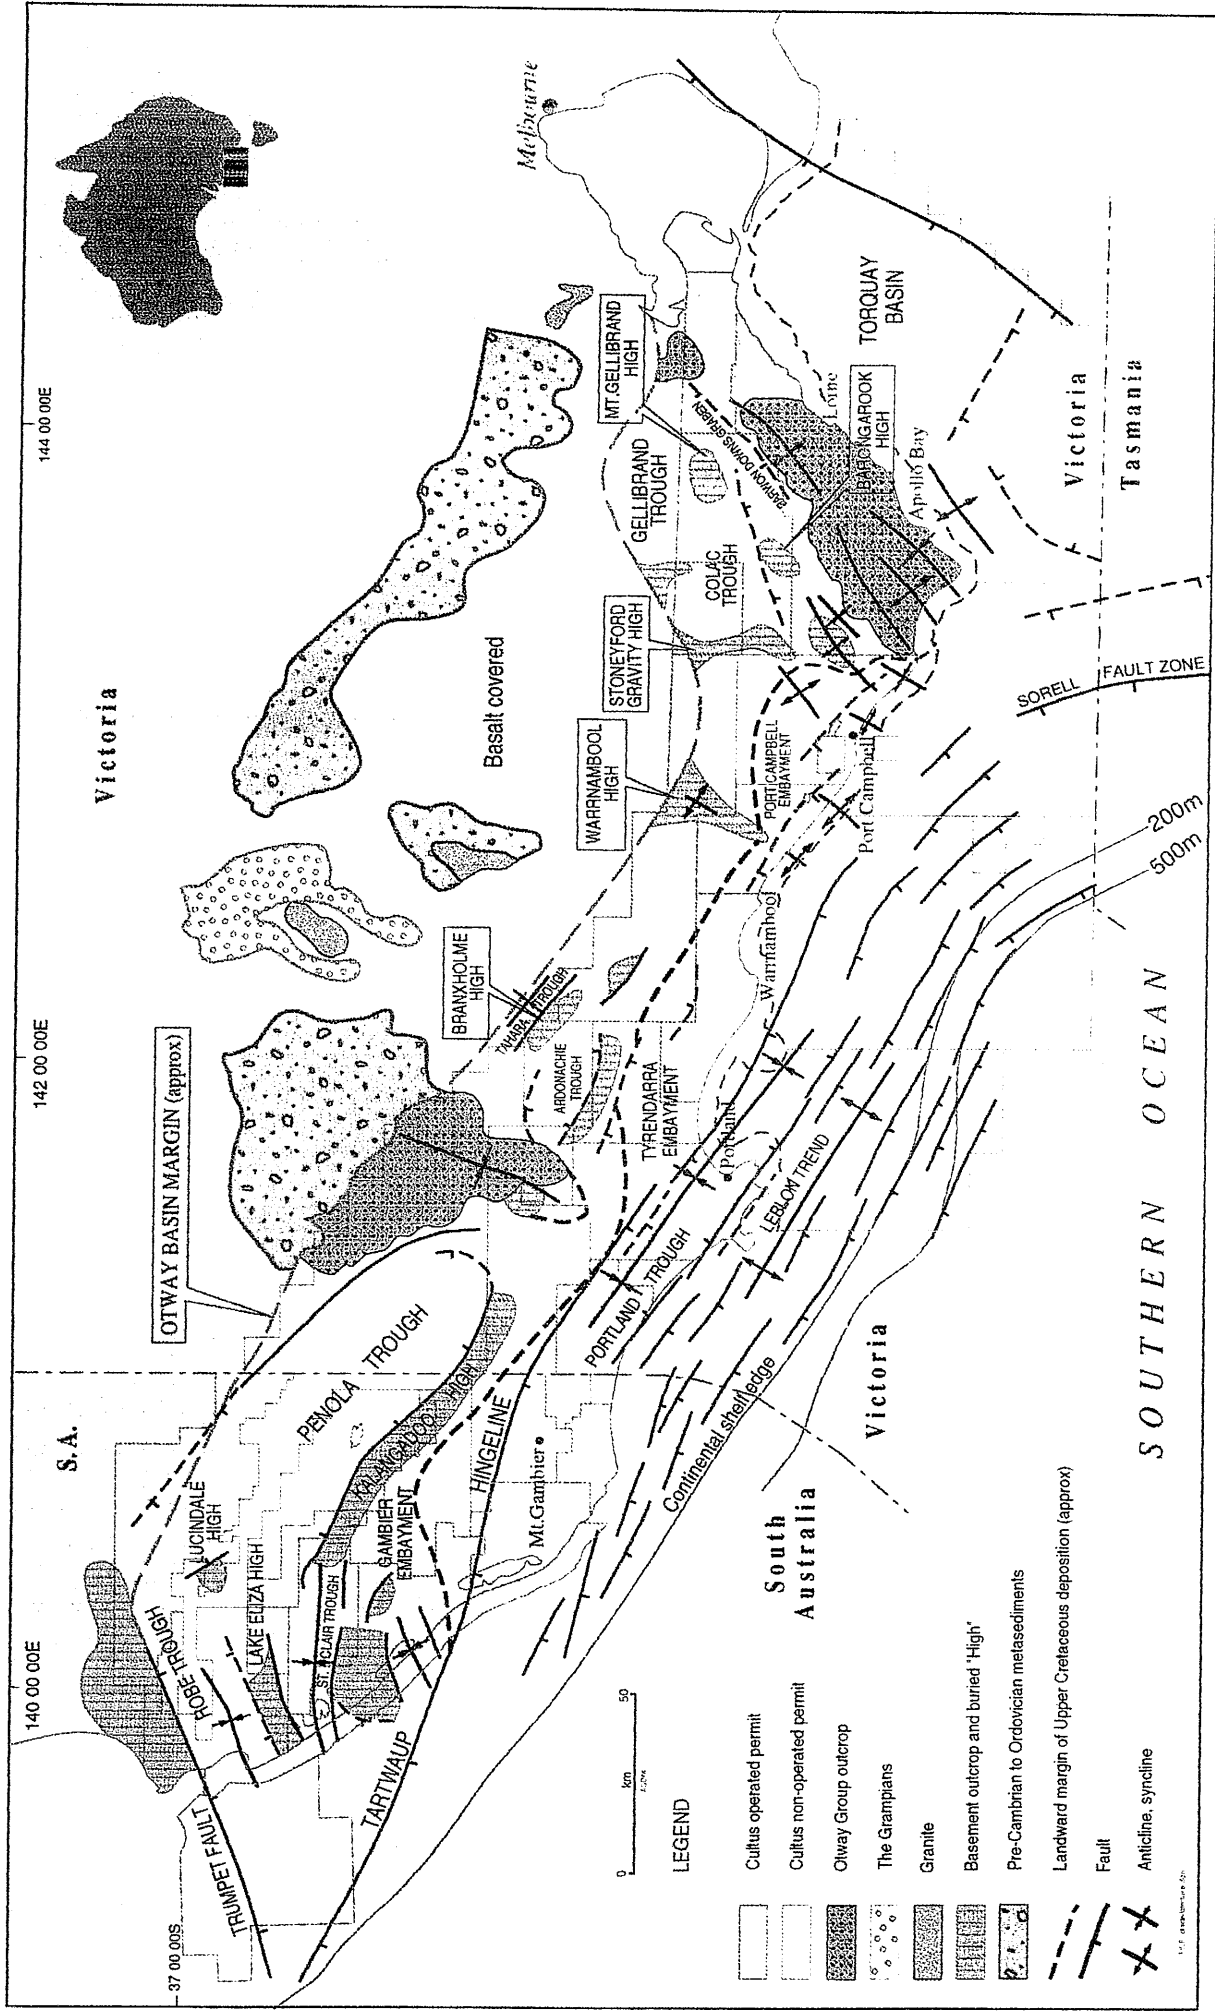 140 00 00E
142 00 00E
144 00 00E
37 00 00S
S.A.
Victoria
OTWAY BASIN MARGIN (approx)
Melbourne
Basalt covered
TRUMPET FAULT
ROBE TROUGH
LUCINDALE
HIGH
LAKE ELIZA HIGH
ST. CLAIR TROUGH
PENOLA TROUGH
KALANGADOO HIGH
GAMBIER
EMBAYMENT
TARTWAUP
HINGELINE
Mt.Gambier
BRANXHOLME
HIGH
TAHARA TROUGH
ARDONACHIE
TROUGH
TYRENDARRA
EMBAYMENT
WARRNAMBOOL
HIGH
STONEYFORD
GRAVITY HIGH
GELLIBRAND
TROUGH
MT.GELLIBRAND
HIGH
COLAC
TROUGH
BARWON DOWNS GRABEN
BARONGAROOK
HIGH
Lorne
Apollo Bay
TORQUAY
BASIN
PORT CAMPBELL
EMBAYMENT
Port Campbell
Warrnambool
Portland
PORTLAND TROUGH
LEBLON TREND
Continental shelf edge
SORELL FAULT ZONE
200m
500m
Victoria
Tasmania
South
Australia
Victoria
SOUTHERN OCEAN
0 km 50
LEGEND
Cultus operated permit
Cultus non-operated permit
Otway Group outcrop
The Grampians
Granite
Basement outcrop and buried "High"
Pre-Cambrian to Ordovician metasediments
Landward margin of Upper Cretaceous deposition (approx)
Fault
Anticline, syncline